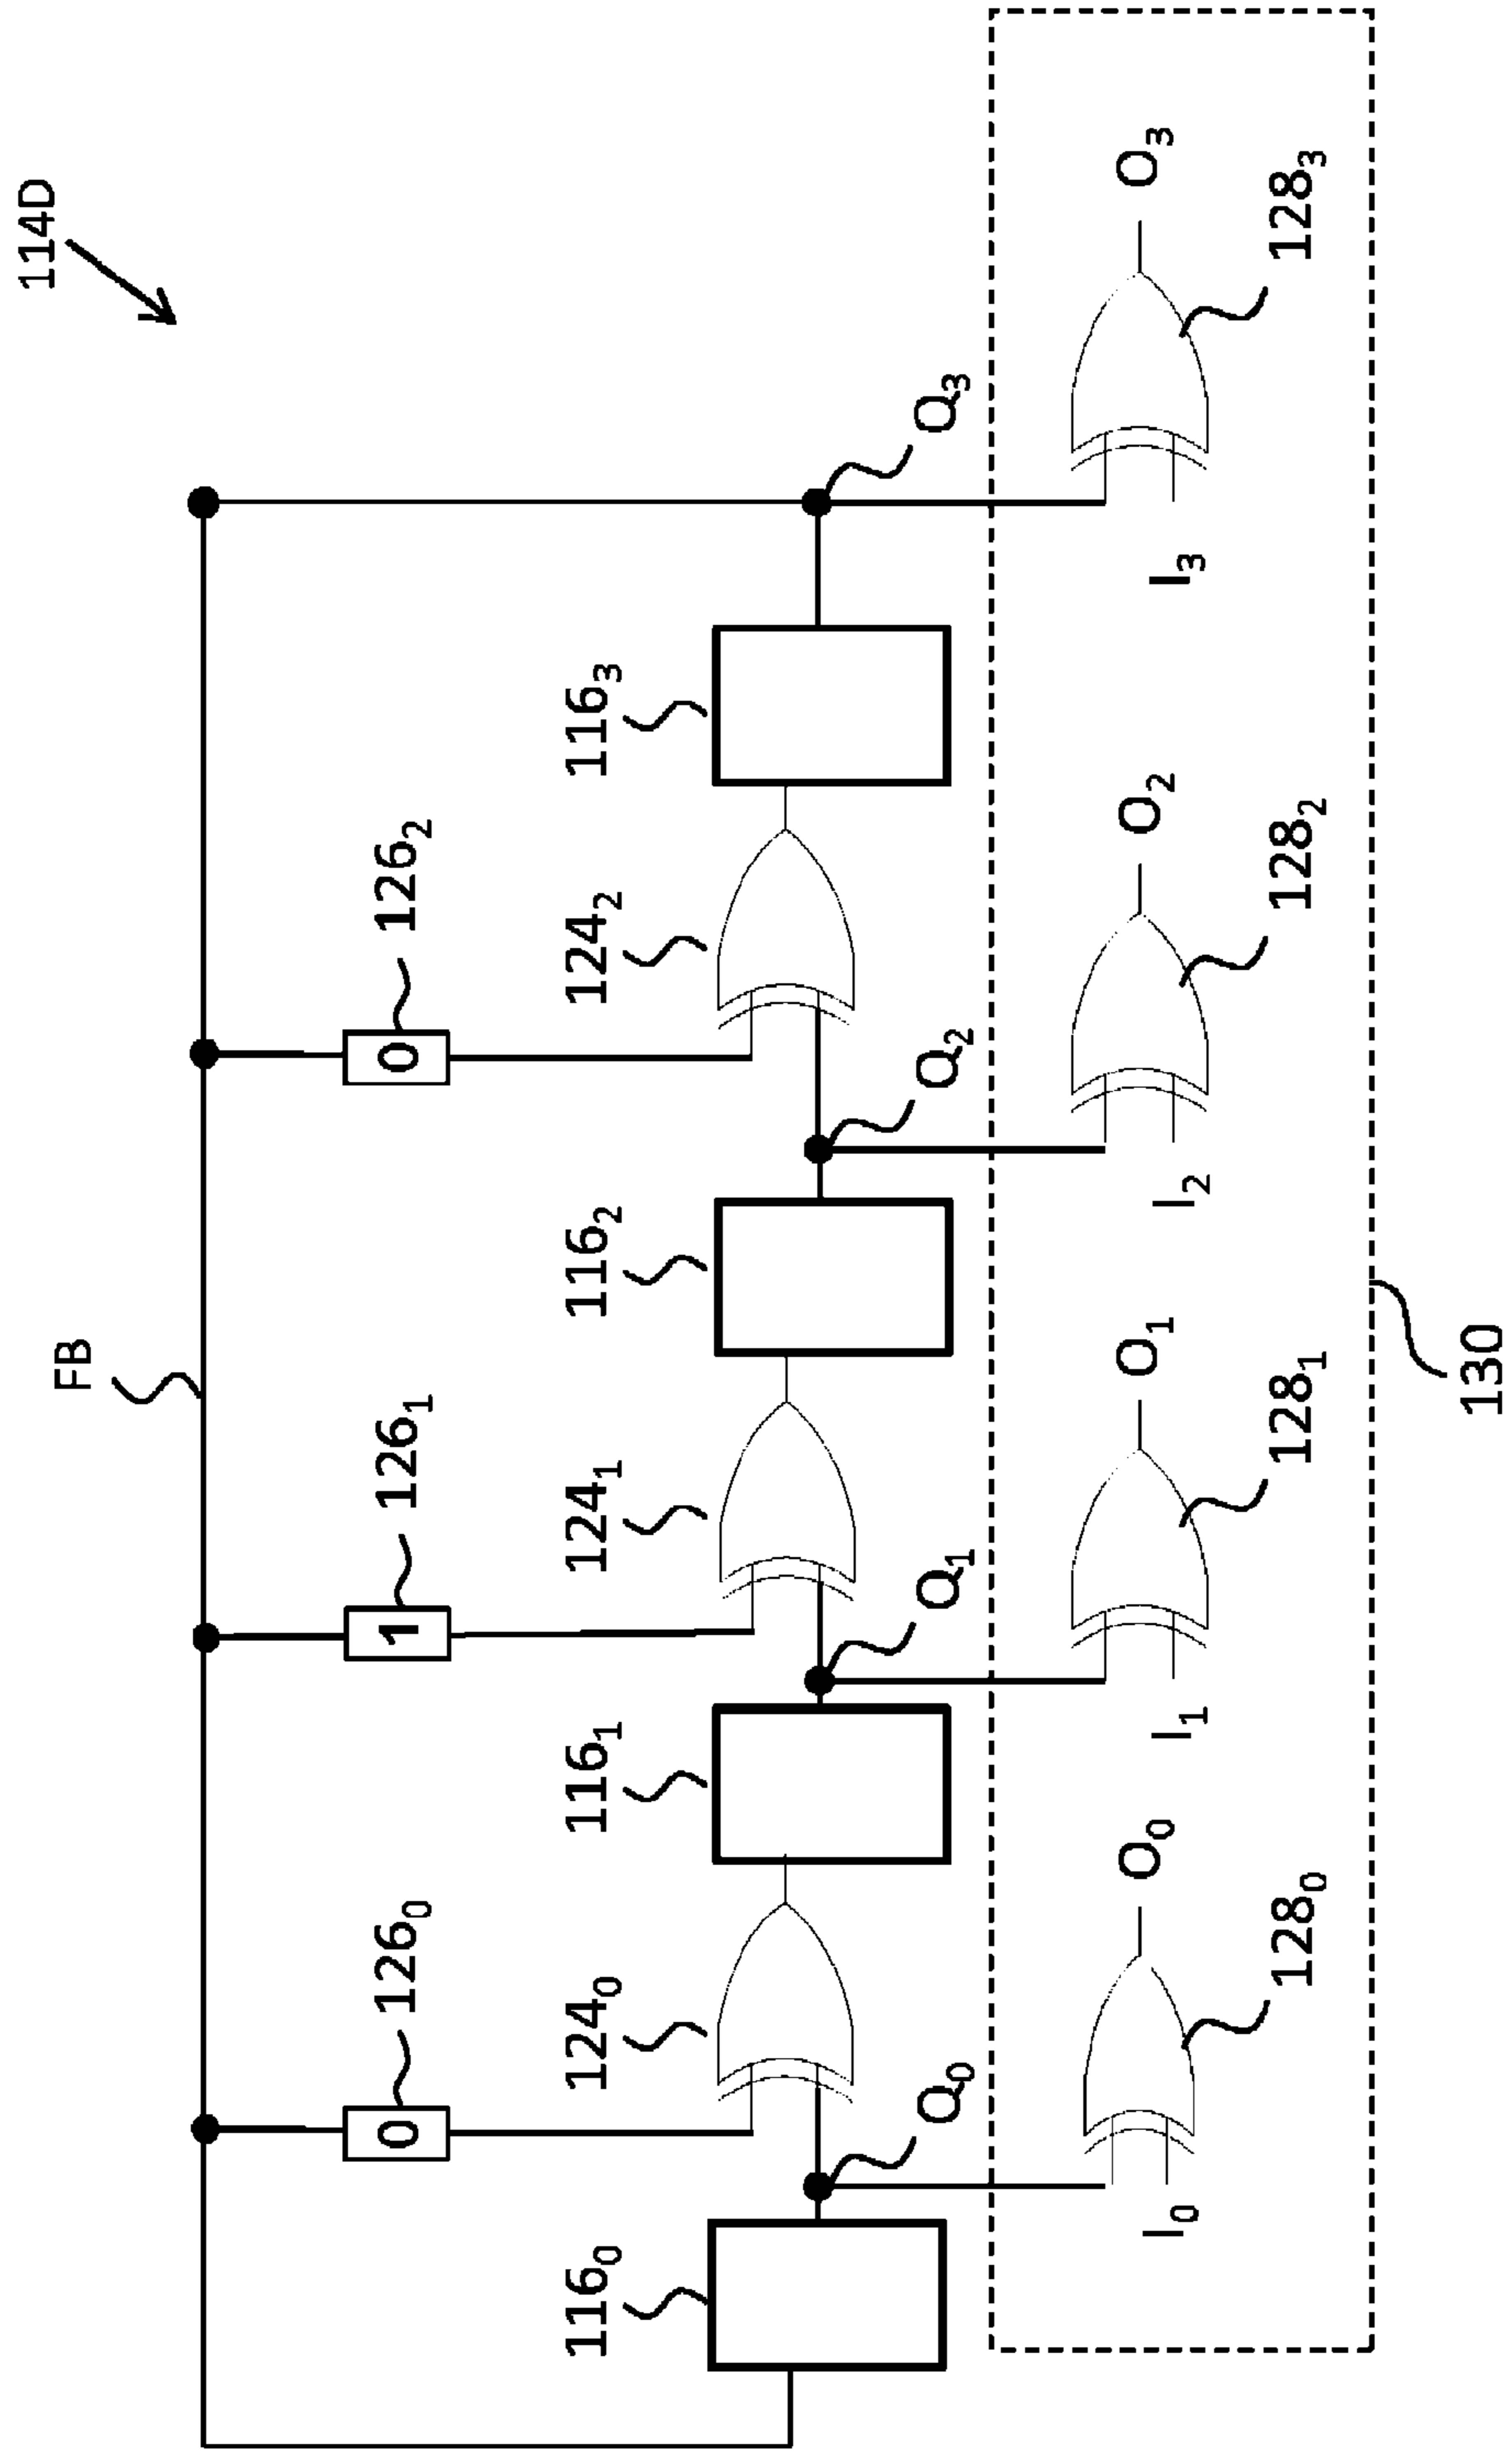 114D
FB
126₀
126₁
126₂
0
1
0
116₀
124₀
116₁
124₁
116₂
124₂
116₃
Q₀
Q₁
Q₂
Q₃
I₀
O₀
I₁
O₁
I₂
O₂
I₃
O₃
128₀
128₁
128₂
128₃
130